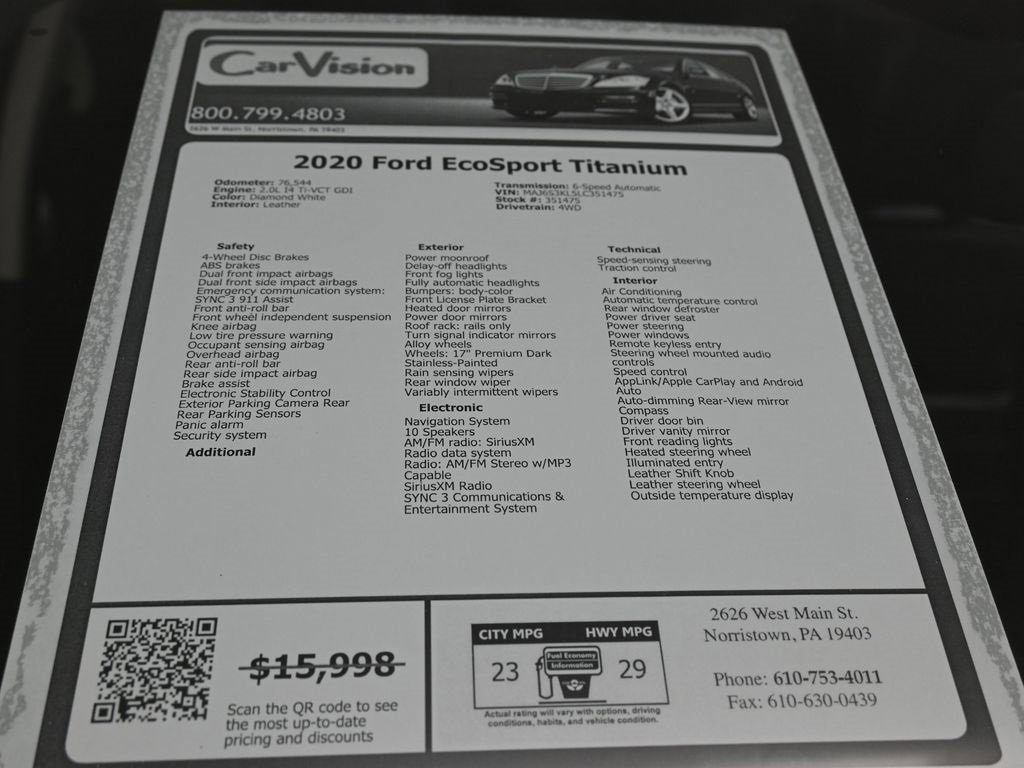 CarVision
800.799.4803
2626 W Main St, Norristown, PA 19403
2020 Ford EcoSport Titanium
Odometer: 76,544
Engine: 2.0L I4 Ti-VCT GDI
Color: Diamond White
Interior: Leather
Transmission: 6-Speed Automatic
VIN: MAJ6S3KL5LC351475
Stock #: 351475
Drivetrain: 4WD
Safety
4-Wheel Disc Brakes
ABS brakes
Dual front impact airbags
Dual front side impact airbags
Emergency communication system:
SYNC 3 911 Assist
Front anti-roll bar
Front wheel independent suspension
Knee airbag
Low tire pressure warning
Occupant sensing airbag
Overhead airbag
Rear anti-roll bar
Rear side impact airbag
Brake assist
Electronic Stability Control
Exterior Parking Camera Rear
Rear Parking Sensors
Panic alarm
Security system
Additional
Exterior
Power moonroof
Delay-off headlights
Front fog lights
Fully automatic headlights
Bumpers: body-color
Front License Plate Bracket
Heated door mirrors
Power door mirrors
Roof rack: rails only
Turn signal indicator mirrors
Alloy wheels
Wheels: 17" Premium Dark
Stainless-Painted
Rain sensing wipers
Rear window wiper
Variably intermittent wipers
Electronic
Navigation System
10 Speakers
AM/FM radio: SiriusXM
Radio data system
Radio: AM/FM Stereo w/MP3
Capable
SiriusXM Radio
SYNC 3 Communications &
Entertainment System
Technical
Speed-sensing steering
Traction control
Interior
Air Conditioning
Automatic temperature control
Rear window defroster
Power driver seat
Power steering
Power windows
Remote keyless entry
Steering wheel mounted audio
controls
Speed control
AppLink/Apple CarPlay and Android
Auto
Auto-dimming Rear-View mirror
Compass
Driver door bin
Driver vanity mirror
Front reading lights
Heated steering wheel
Illuminated entry
Leather Shift Knob
Leather steering wheel
Outside temperature display
$15,998
Scan the QR code to see
the most up-to-date
pricing and discounts
CITY MPG HWY MPG
23 Fuel Economy Information 29
Actual rating will vary with options, driving
conditions, habits, and vehicle condition.
2626 West Main St.
Norristown, PA 19403
Phone: 610-753-4011
Fax: 610-630-0439